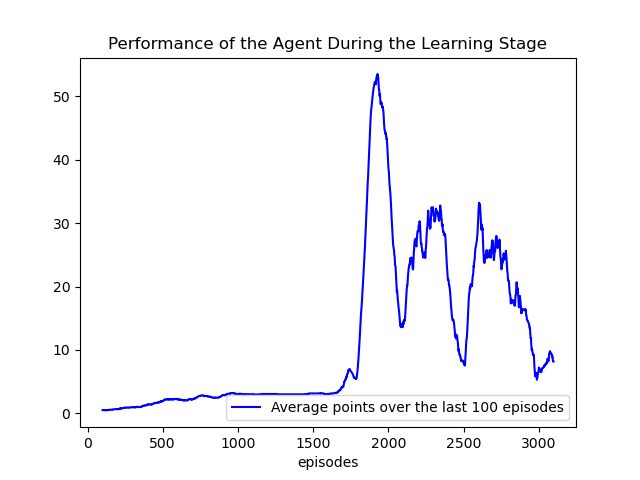 Performance of the Agent During the Learning Stage
50
40
30
20
10
0
Average points over the last 100 episodes
0 500 1000 1500 2000 2500 3000
episodes